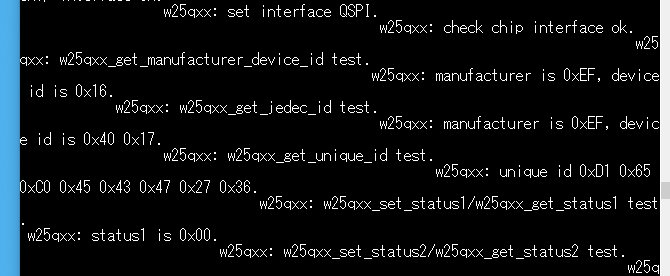 w25qxx: set interface QSPI.
w25qxx: check chip interface ok.
w25
qxx: w25qxx_get_manufacturer_device_id test.
w25qxx: manufacturer is 0xEF, device
id is 0x16.
w25qxx: w25qxx_get_jedec_id test.
w25qxx: manufacturer is 0xEF, devic
e id is 0x40 0x17.
w25qxx: w25qxx_get_unique_id test.
w25qxx: unique id 0xD1 0x65
0xC0 0x45 0x43 0x47 0x27 0x36.
w25qxx: w25qxx_set_status1/w25qxx_get_status1 test
.
w25qxx: status1 is 0x00.
w25qxx: w25qxx_set_status2/w25qxx_get_status2 test.
w25q